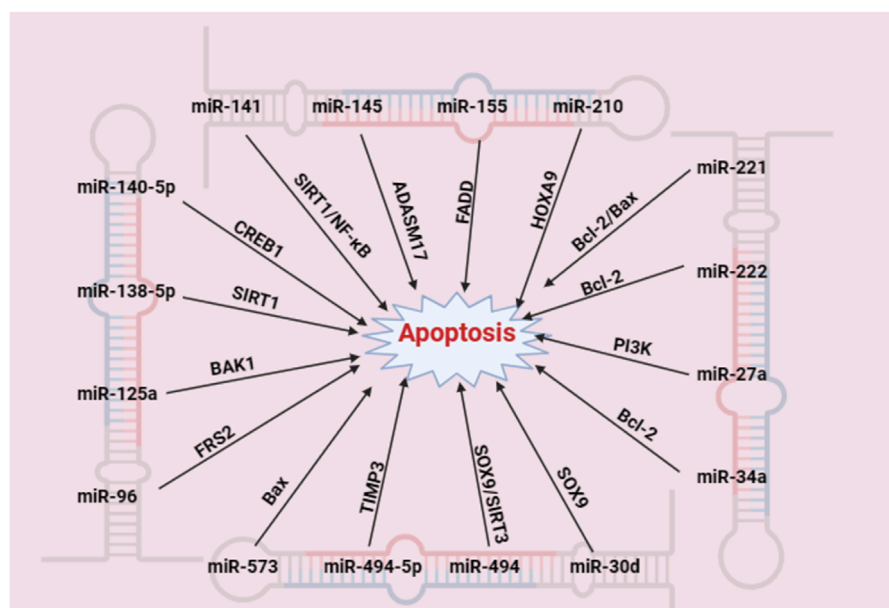 miR-141
miR-145
miR-155
miR-210
miR-140-5p
miR-138-5p
miR-125a
miR-96
miR-221
miR-222
miR-27a
miR-34a
SIRT1/NF-κB
ADASM17
FADD
HOXA9
CREB1
SIRT1
BAK1
FRS2
Bcl-2/Bax
Bcl-2
PI3K
Bcl-2
Apoptosis
Bax
TIMP3
SOX9/SIRT3
SOX9
miR-573
miR-494-5p
miR-494
miR-30d